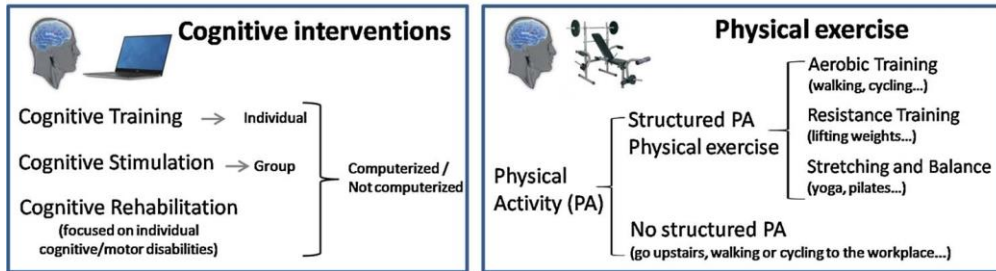 Cognitive interventions
Cognitive Training → Individual
Cognitive Stimulation → Group
Cognitive Rehabilitation
(focused on individual
cognitive/motor disabilities)
Computerized /
Not computerized
Physical exercise
Physical
Activity (PA)
Structured PA
Physical exercise
Aerobic Training
(walking, cycling...)
Resistance Training
(lifting weights...)
Stretching and Balance
(yoga, pilates...)
No structured PA
(go upstairs, walking or cycling to the workplace...)